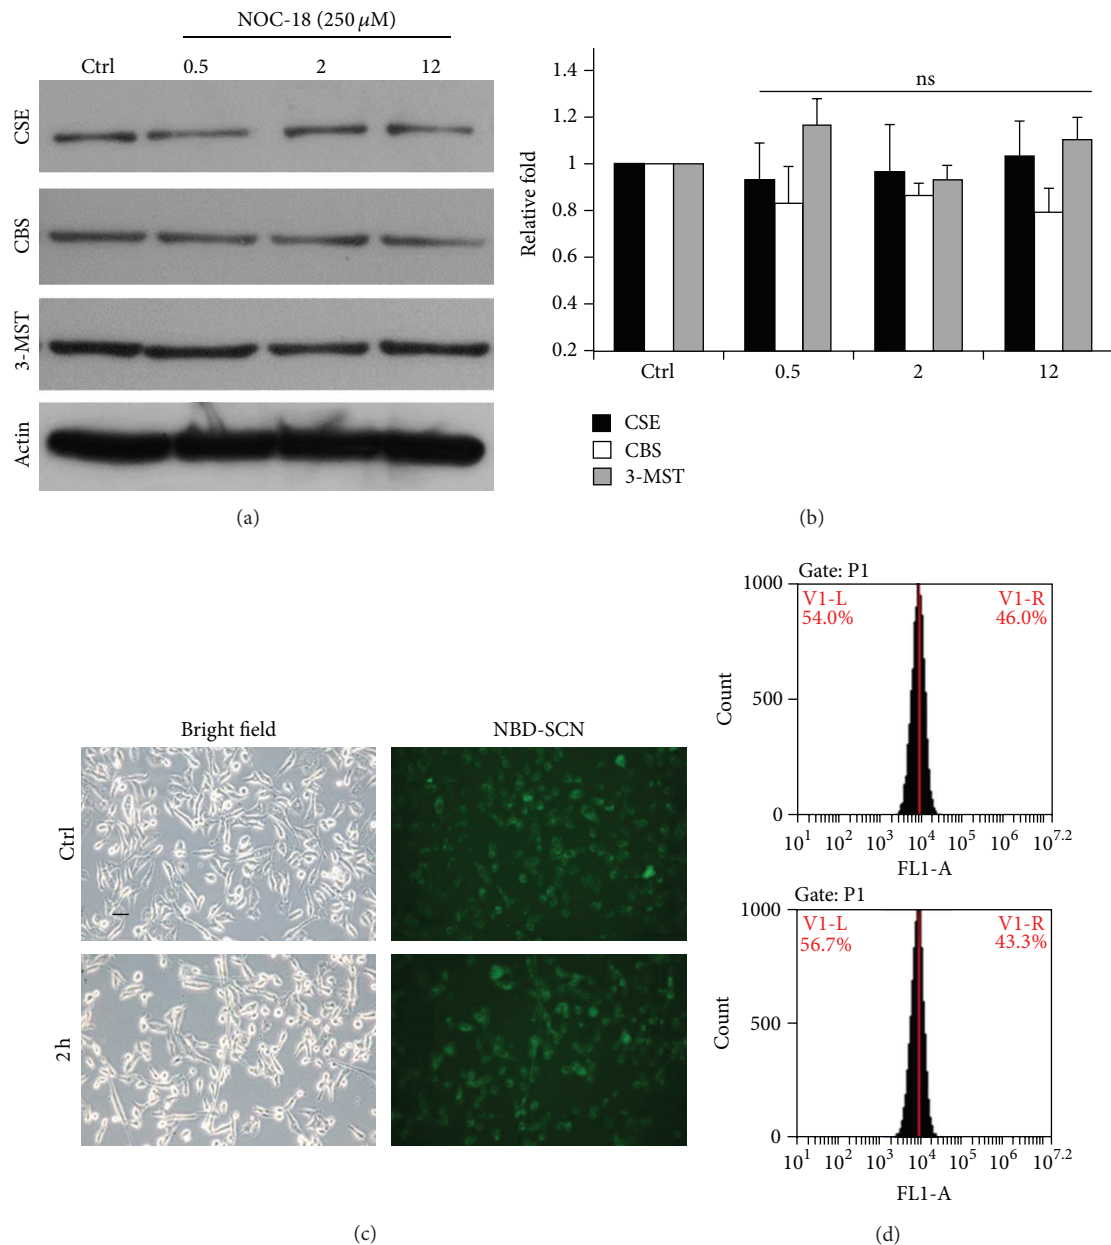 NOC-18 (250 μM)
Ctrl 0.5 2 12
CSE
CBS
3-MST
Actin
(a)
Relative fold
1.4
1.2
1
0.8
0.6
0.4
0.2
ns
Ctrl 0.5 2 12
CSE
CBS
3-MST
(b)
Bright field NBD-SCN
Ctrl
2 h
(c)
Gate: P1
1000
500
0
Count
V1-L V1-R
54.0% 46.0%
10^1 10^2 10^3 10^4 10^5 10^6 10^7.2
FL1-A
Gate: P1
1000
500
0
Count
V1-L V1-R
56.7% 43.3%
10^1 10^2 10^3 10^4 10^5 10^6 10^7.2
FL1-A
(d)